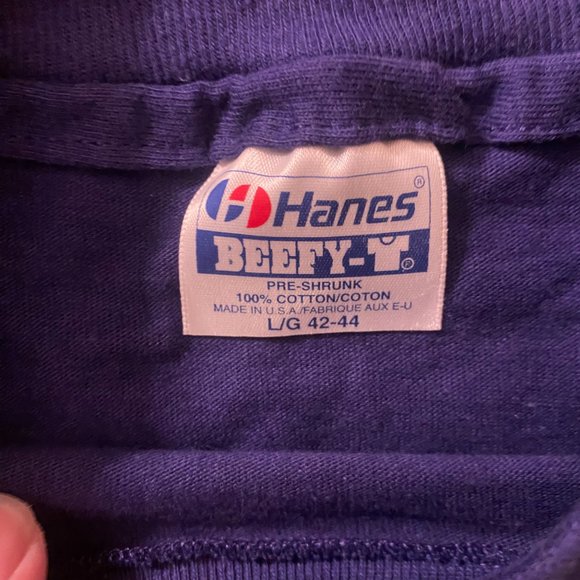 Hanes®
BEEFY-T®
PRE-SHRUNK
100% COTTON/COTON
MADE IN U.S.A./FABRIQUE AUX E-U
L/G 42-44